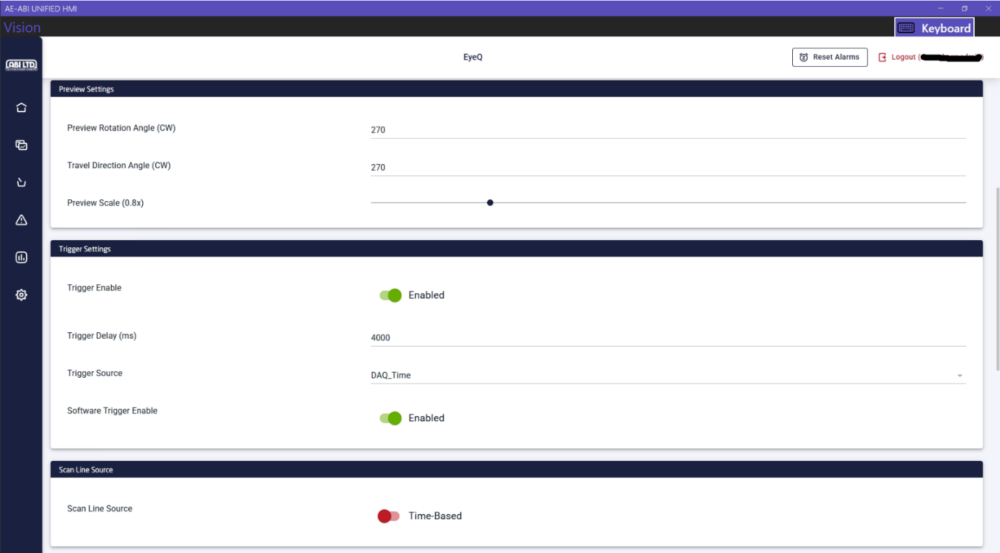 AE-ABI UNIFIED HMI
Vision
Keyboard
ABI LTD
EyeQ
Reset Alarms
Logout (
Preview Settings
Preview Rotation Angle (CW)
270
Travel Direction Angle (CW)
270
Preview Scale (0.8x)
Trigger Settings
Trigger Enable
Enabled
Trigger Delay (ms)
4000
Trigger Source
DAQ_Time
Software Trigger Enable
Enabled
Scan Line Source
Scan Line Source
Time-Based